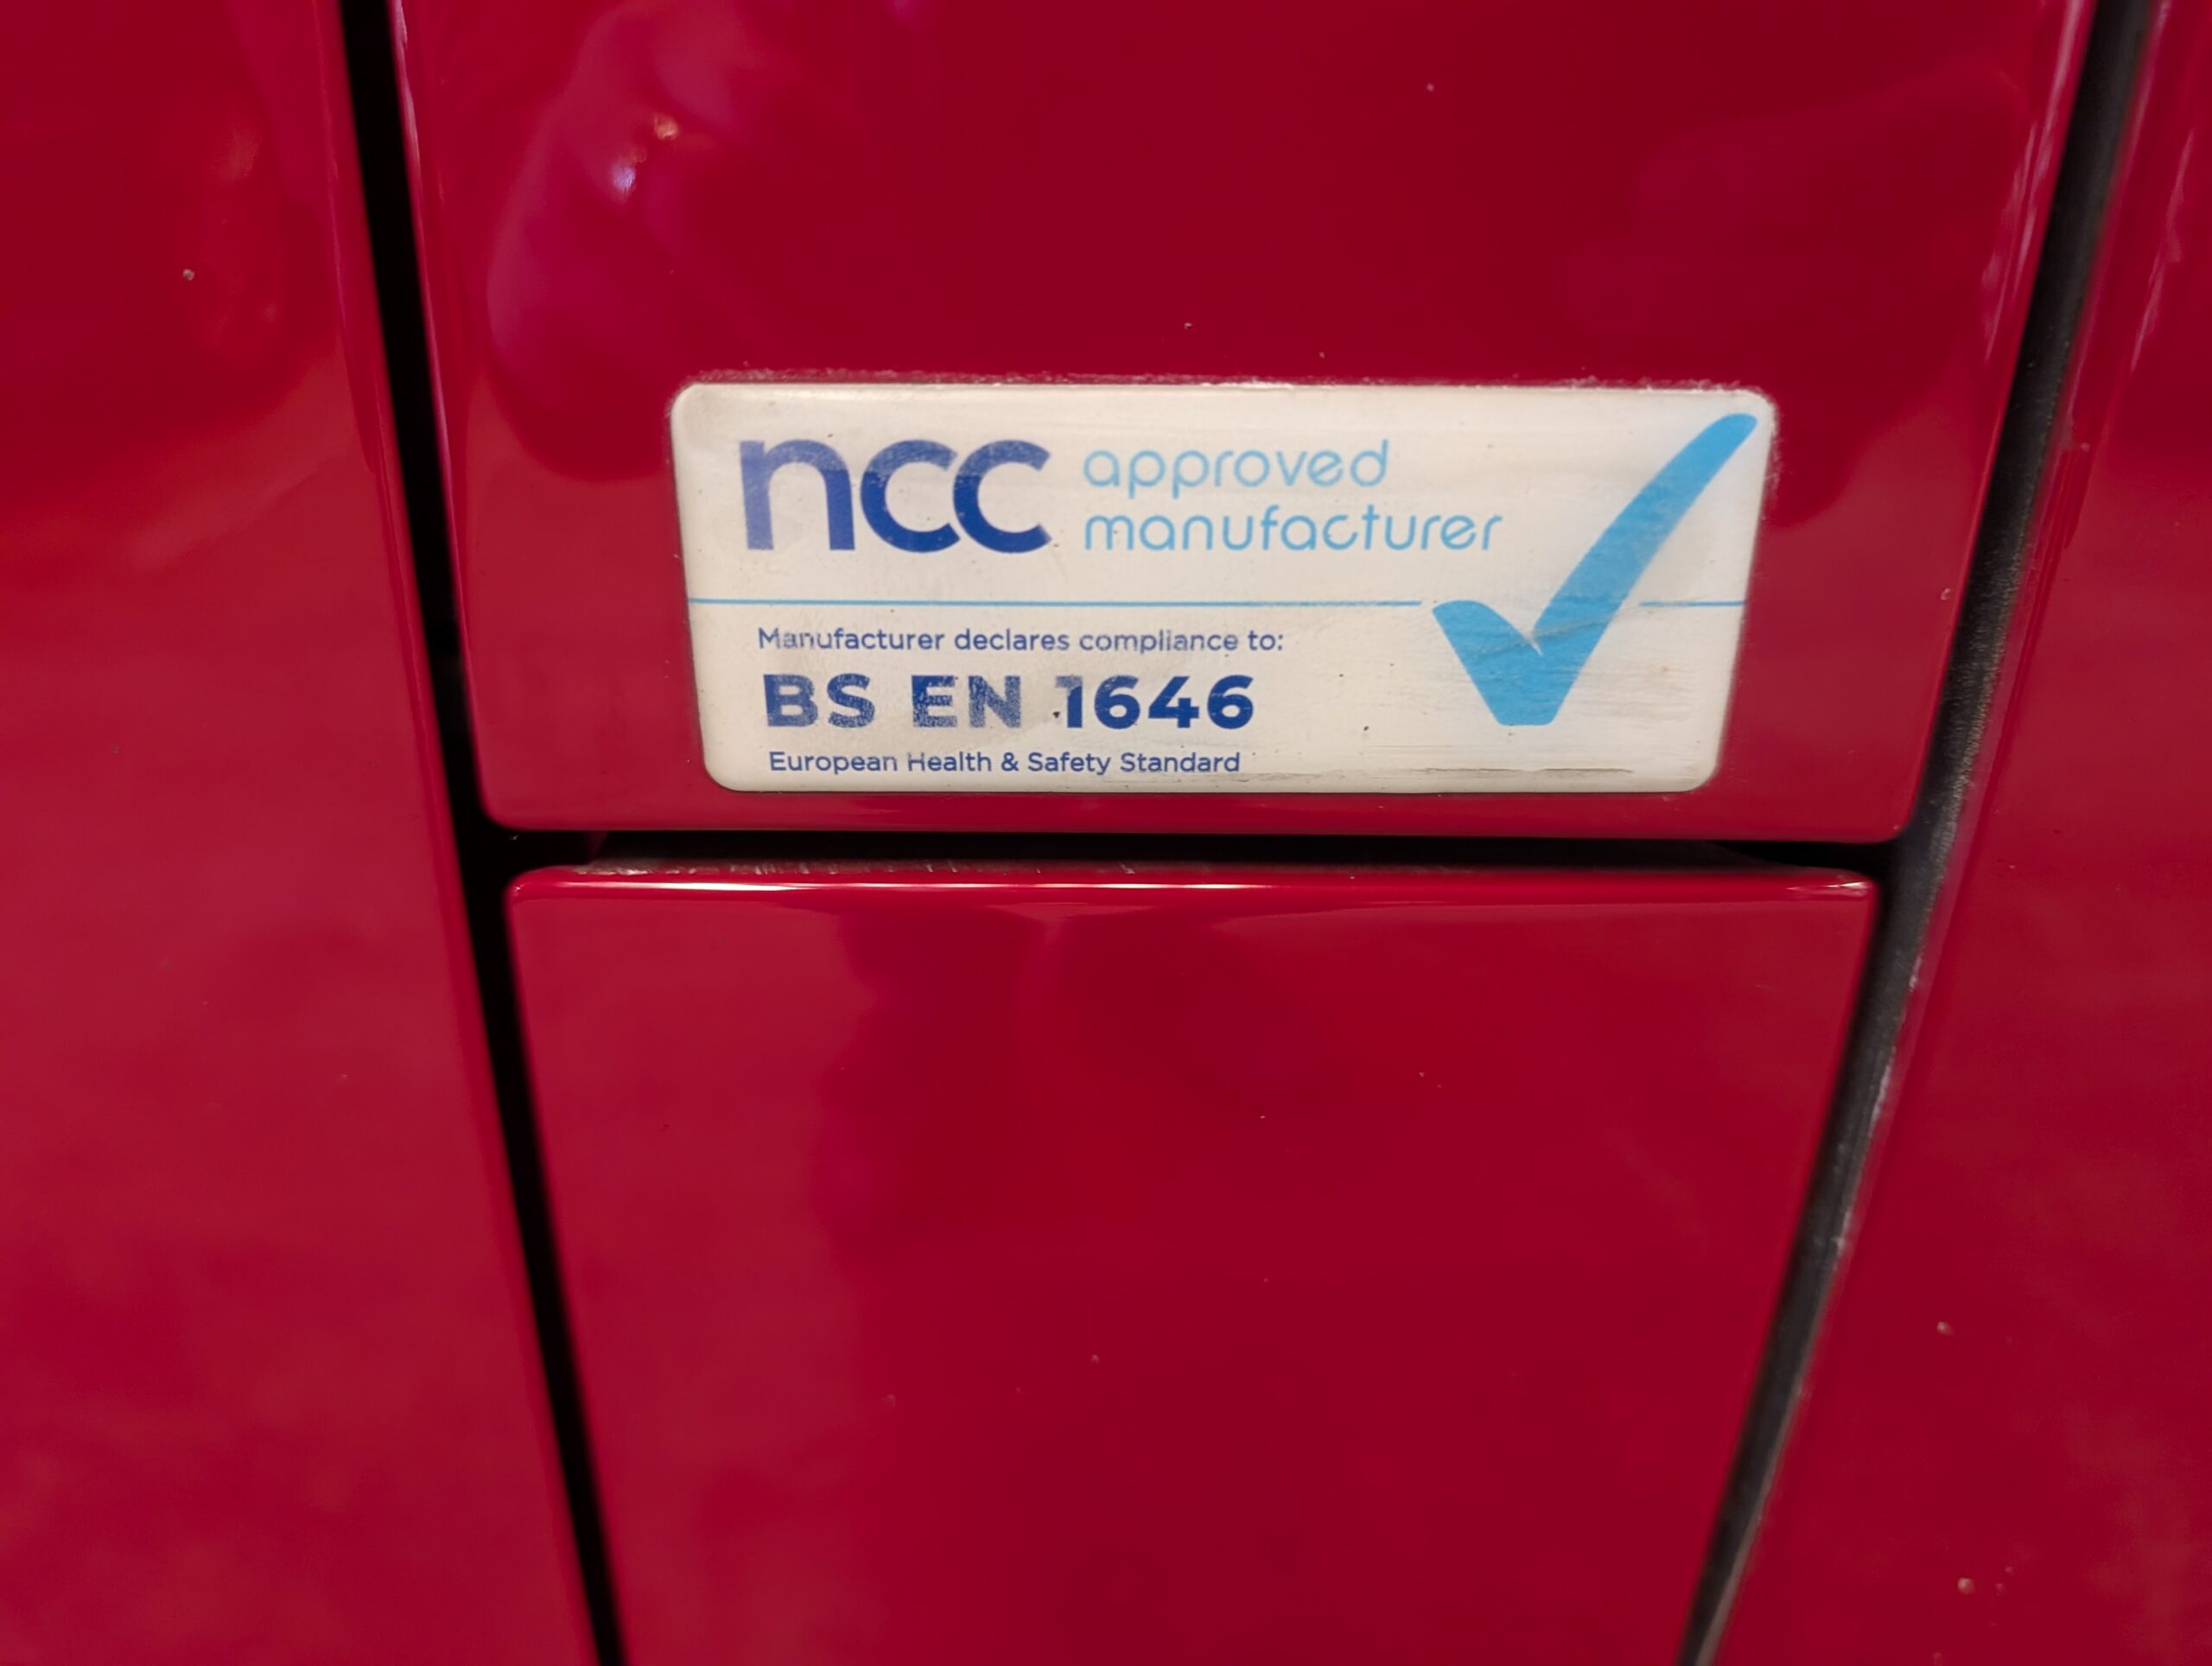 ncc approved
manufacturer
Manufacturer declares compliance to:
BS EN 1646
European Health & Safety Standard